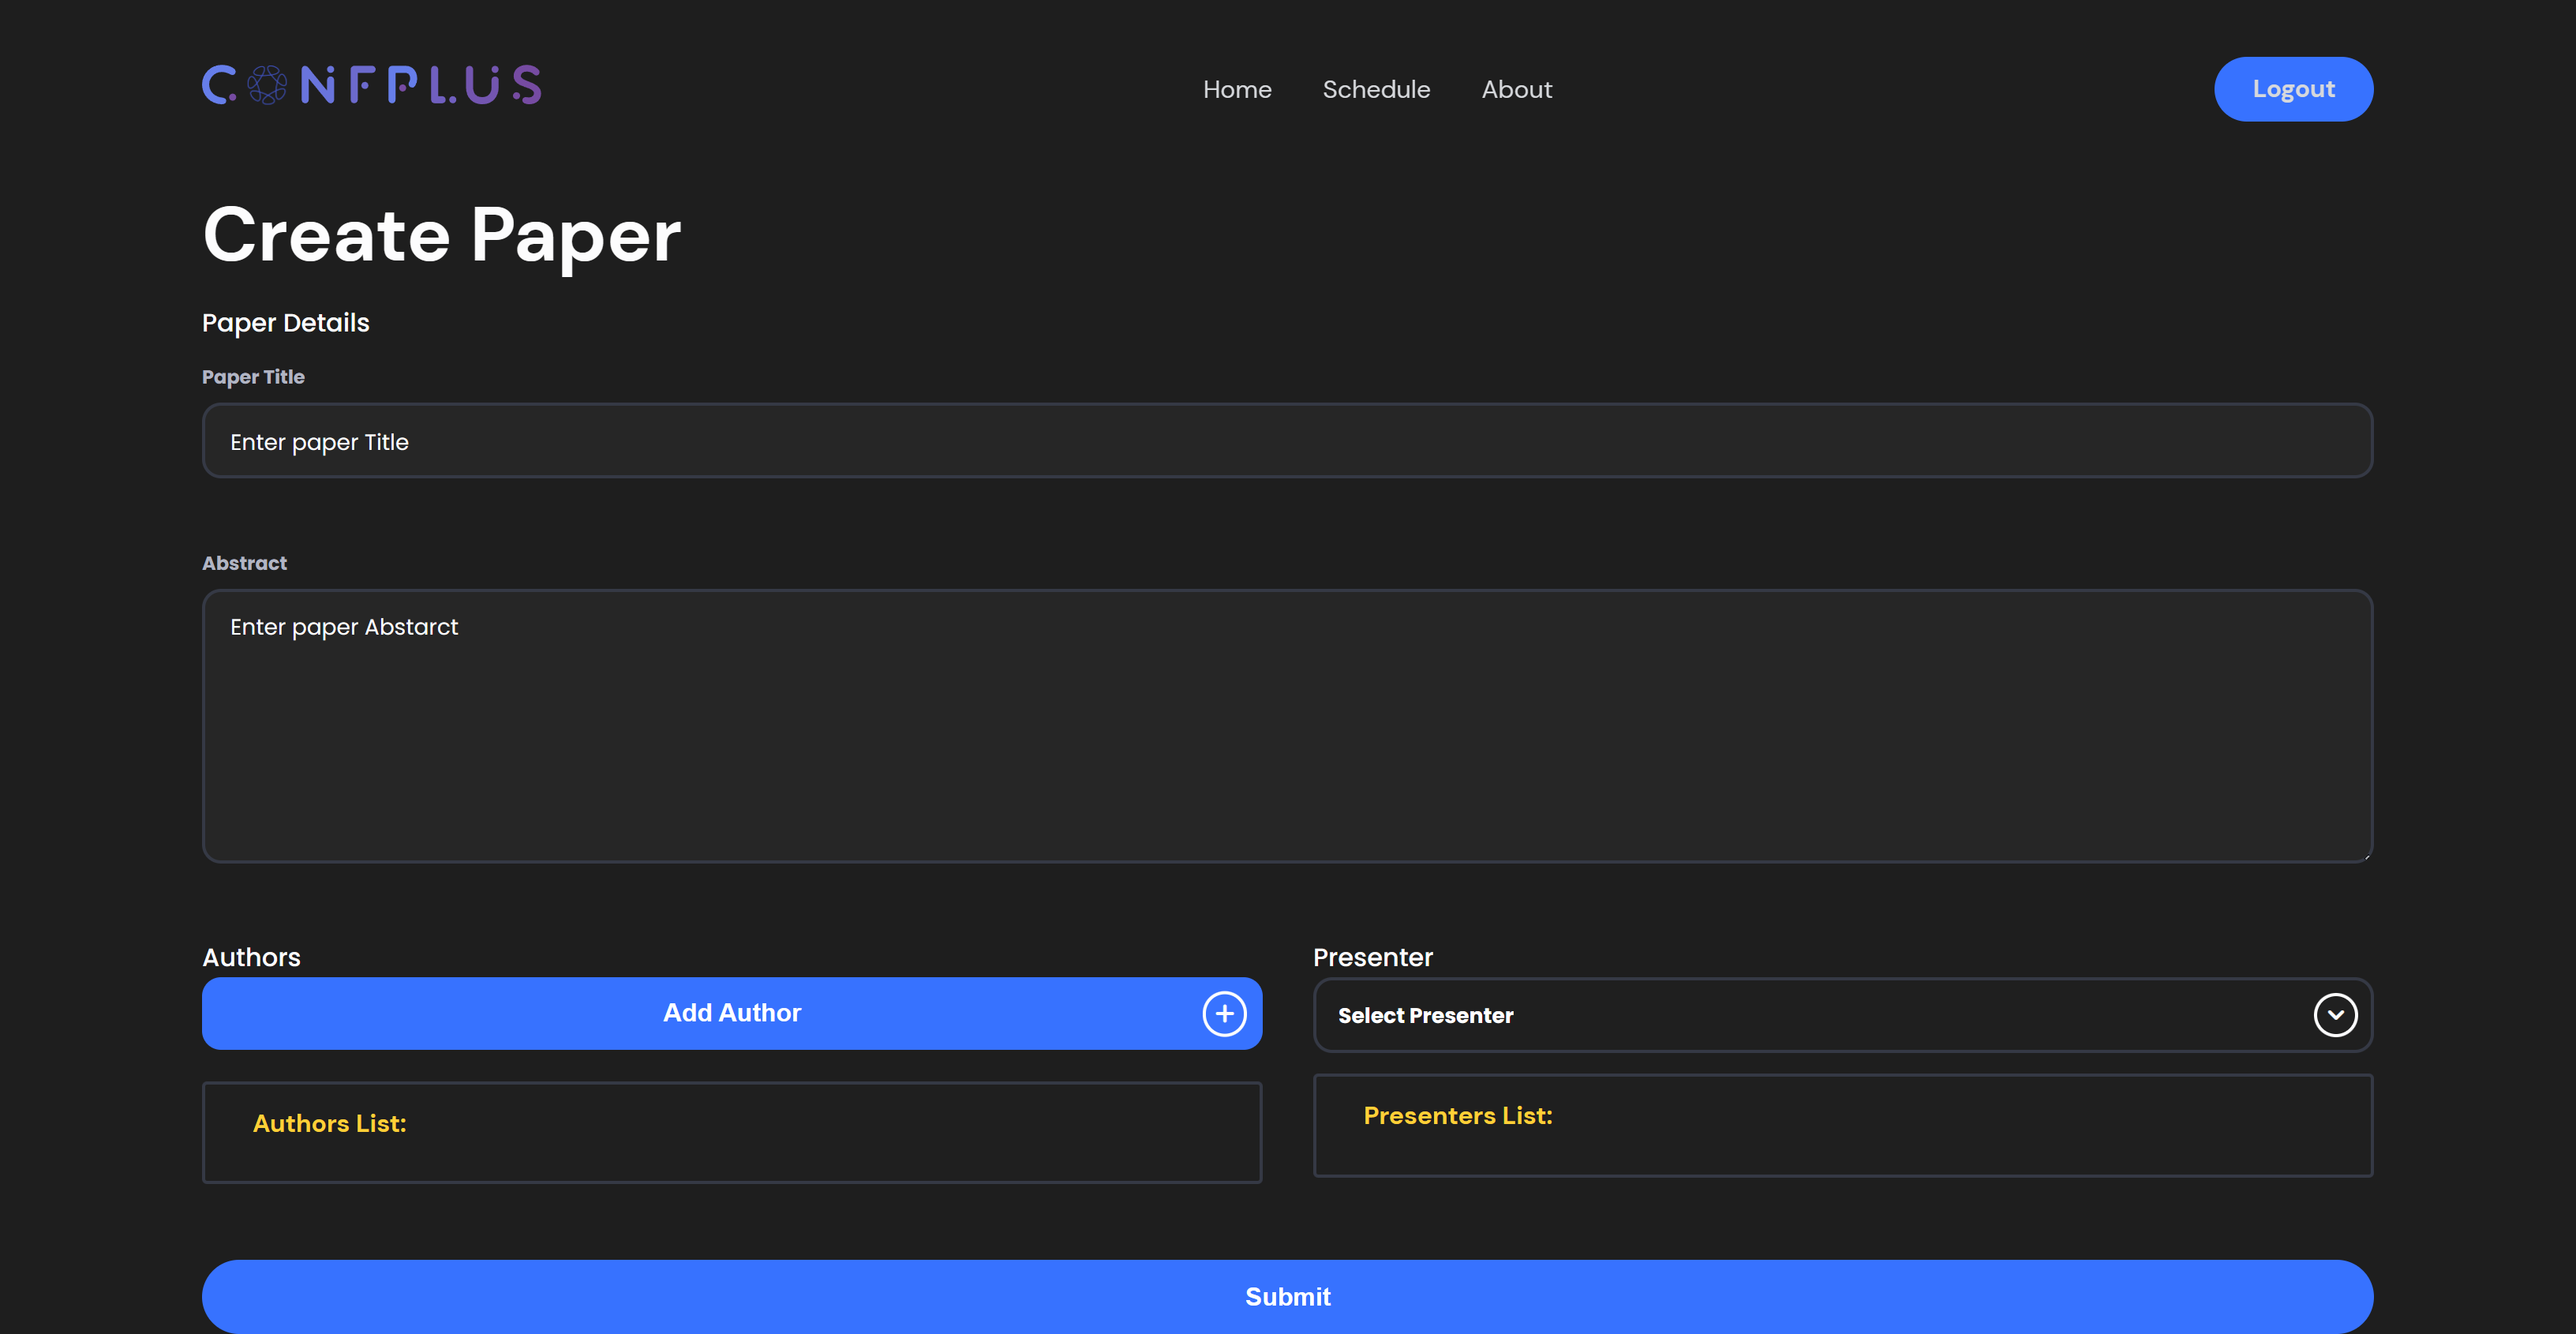 CONFPLUS
Home Schedule About
Logout
Create Paper
Paper Details
Paper Title
Enter paper Title
Abstract
Enter paper Abstarct
Authors
Add Author
Authors List:
Presenter
Select Presenter
Presenters List:
Submit